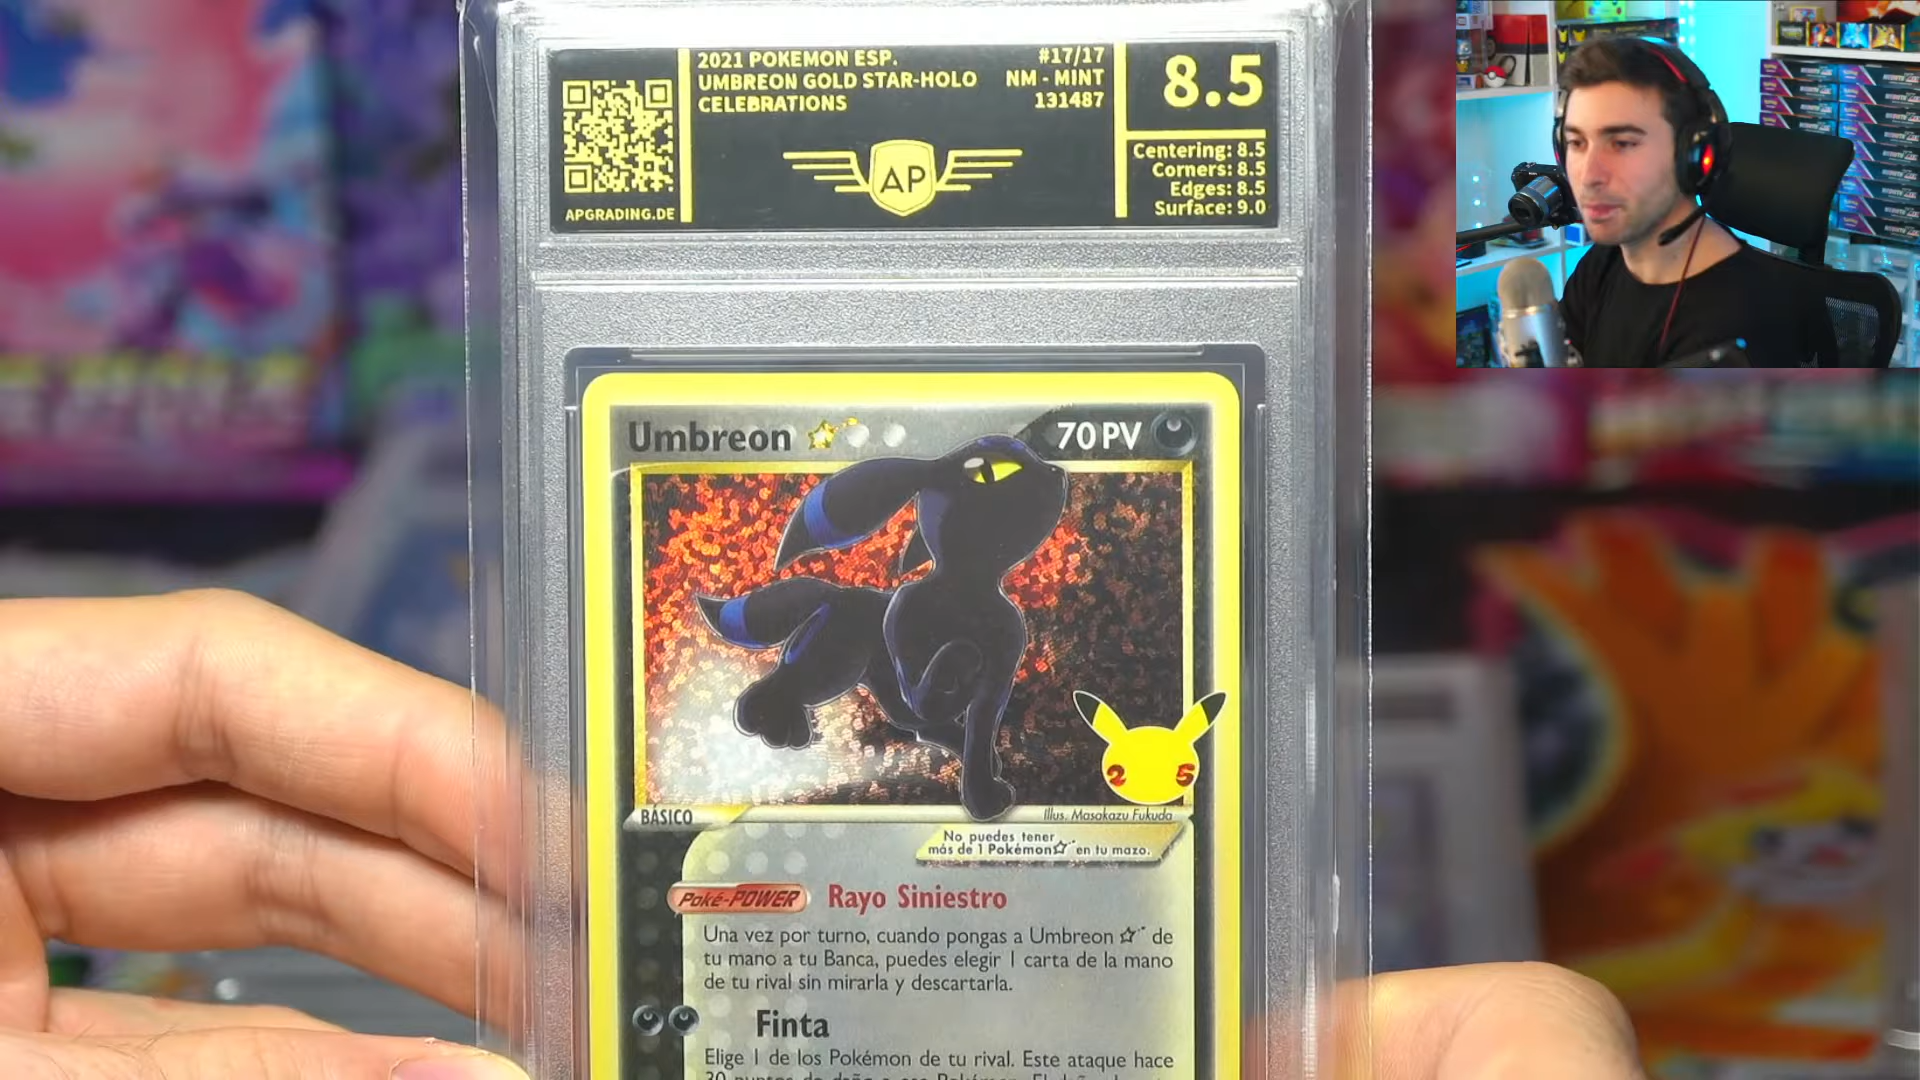 2021 POKEMON ESP.
UMBREON GOLD STAR-HOLO
CELEBRATIONS
#17/17
NM - MINT
131487
8.5
Centering: 8.5
Corners: 8.5
Edges: 8.5
Surface: 9.0
AP
APGRADING.DE
Umbreon
70 PV
2 5
BÁSICO
Illus. Masakazu Fukuda
No puedes tener
más de 1 Pokémon☆ en tu mazo.
Poké-POWER Rayo Siniestro
Una vez por turno, cuando pongas a Umbreon ☆ de
tu mano a tu Banca, puedes elegir 1 carta de la mano
de tu rival sin mirarla y descartarla.
Finta
Elige 1 de los Pokémon de tu rival. Este ataque hace